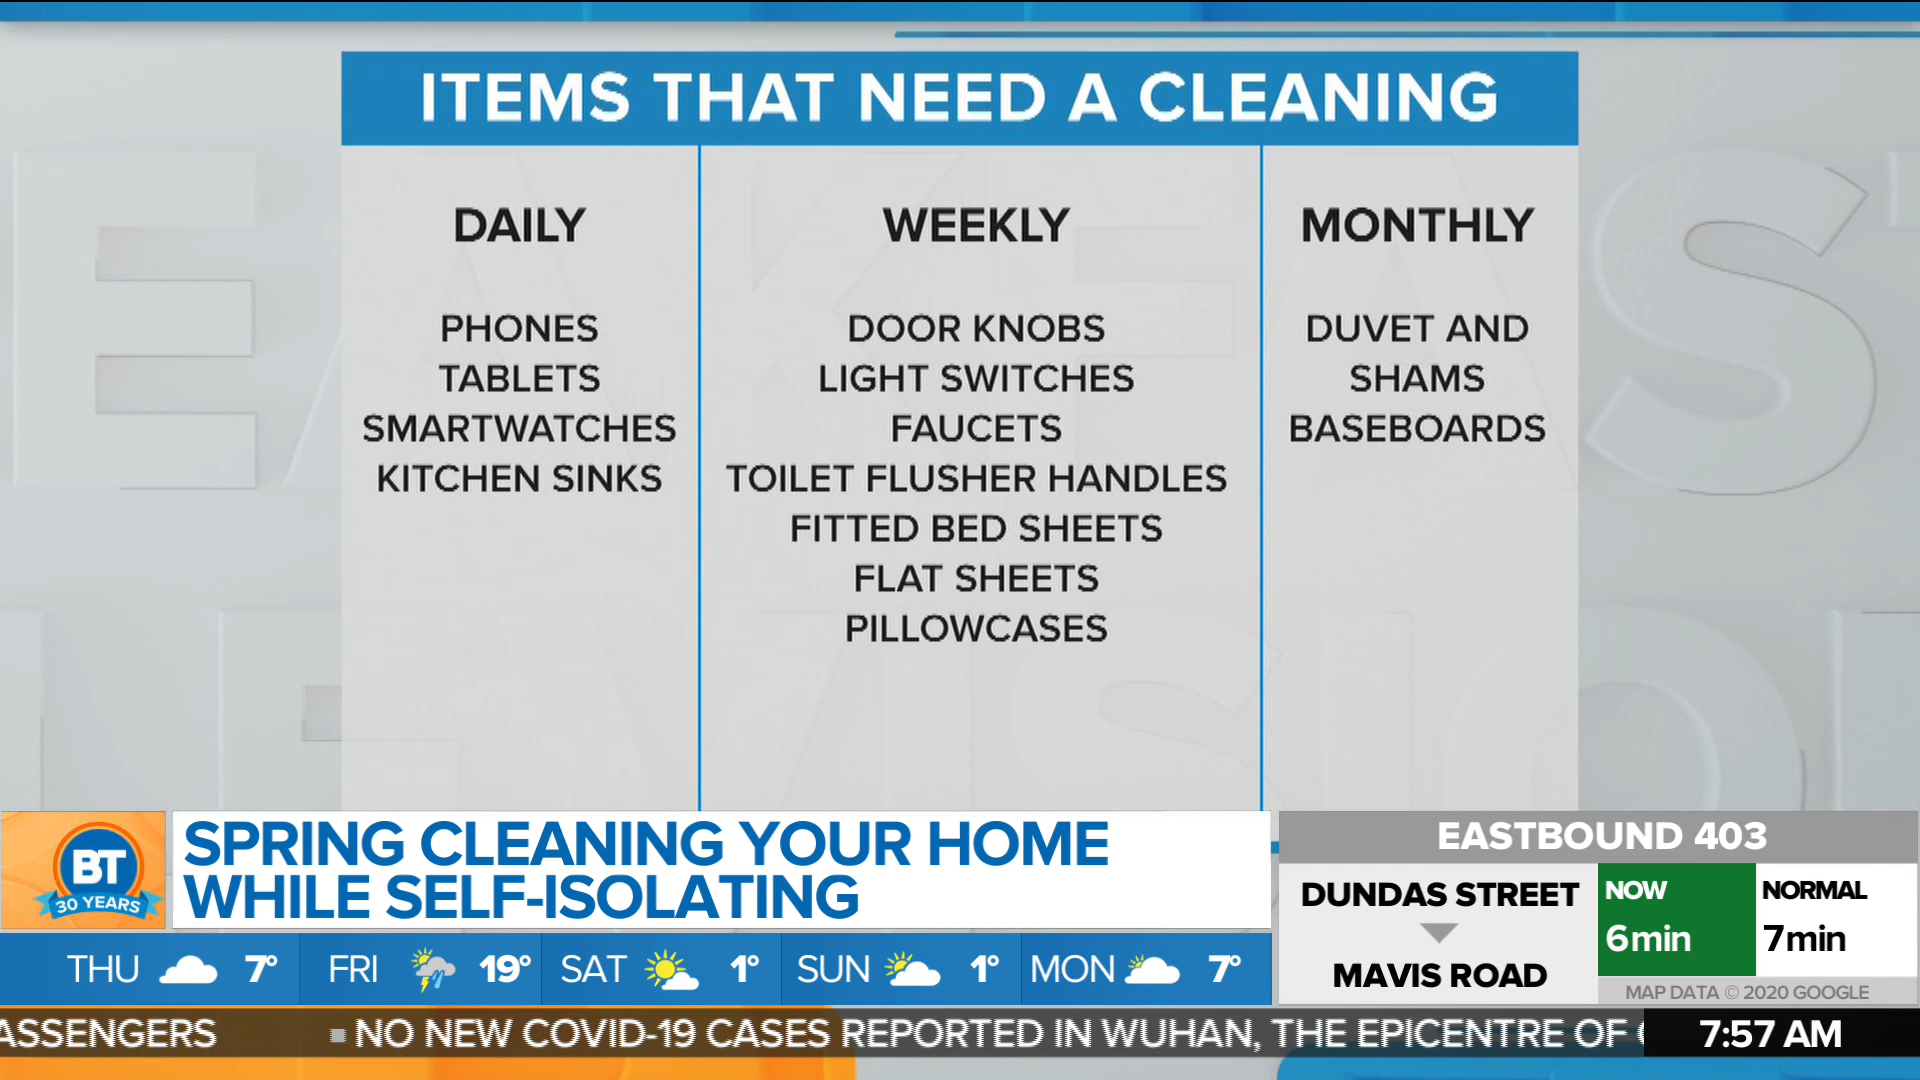 ITEMS THAT NEED A CLEANING
DAILY
PHONES
TABLETS
SMARTWATCHES
KITCHEN SINKS
WEEKLY
DOOR KNOBS
LIGHT SWITCHES
FAUCETS
TOILET FLUSHER HANDLES
FITTED BED SHEETS
FLAT SHEETS
PILLOWCASES
MONTHLY
DUVET AND
SHAMS
BASEBOARDS
BT
30 YEARS
SPRING CLEANING YOUR HOME
WHILE SELF-ISOLATING
EASTBOUND 403
DUNDAS STREET
MAVIS ROAD
NOW
6min
NORMAL
7min
MAP DATA © 2020 GOOGLE
THU 7° FRI 19° SAT 1° SUN 1° MON 7°
ASSENGERS ■ NO NEW COVID-19 CASES REPORTED IN WUHAN, THE EPICENTRE OF
7:57 AM